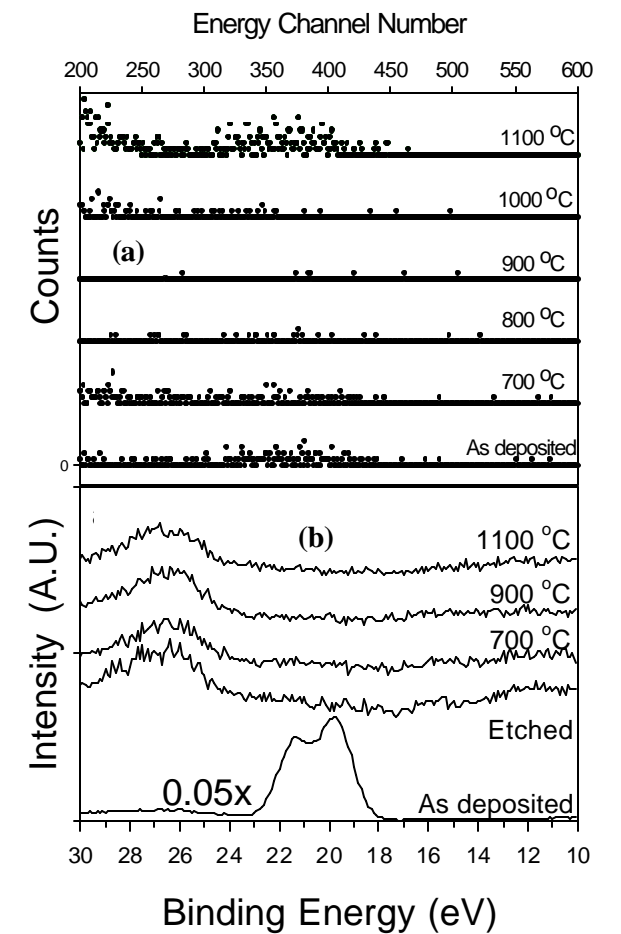 Energy Channel Number
200 250 300 350 400 450 500 550 600
1100 °C
1000 °C
(a)
900 °C
800 °C
700 °C
As deposited
0
Counts
(b)
1100 °C
900 °C
700 °C
Etched
0.05x
As deposited
Intensity (A.U.)
30 28 26 24 22 20 18 16 14 12 10
Binding Energy (eV)